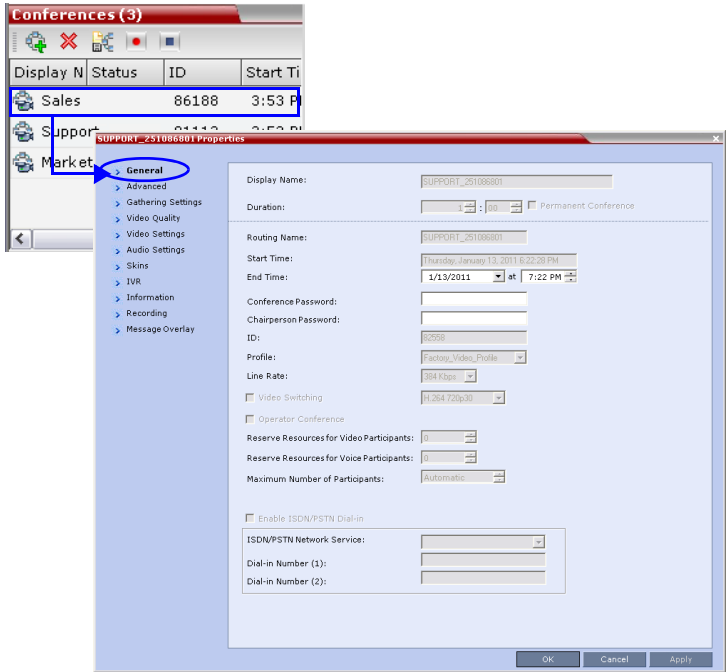 Conferences (3)
Display N Status ID Start Ti
Sales 86188 3:53 P
Support
Market
SUPPORT_251086801 Properties
General
Advanced
Gathering Settings
Video Quality
Video Settings
Audio Settings
Skins
IVR
Information
Recording
Message Overlay
Display Name: SUPPORT_251086801
Duration: 1 : 00 Permanent Conference
Routing Name: SUPPORT_251086801
Start Time: Thursday, January 13, 2011 6:22:28 PM
End Time: 1/13/2011 at 7:22 PM
Conference Password:
Chairperson Password:
ID: 82558
Profile: Factory_Video_Profile
Line Rate: 384 Kbps
Video Switching H.264 720p30
Operator Conference
Reserve Resources for Video Participants: 0
Reserve Resources for Voice Participants: 0
Maximum Number of Participants: Automatic
Enable ISDN/PSTN Dial-in
ISDN/PSTN Network Service:
Dial-in Number (1):
Dial-in Number (2):
OK Cancel Apply